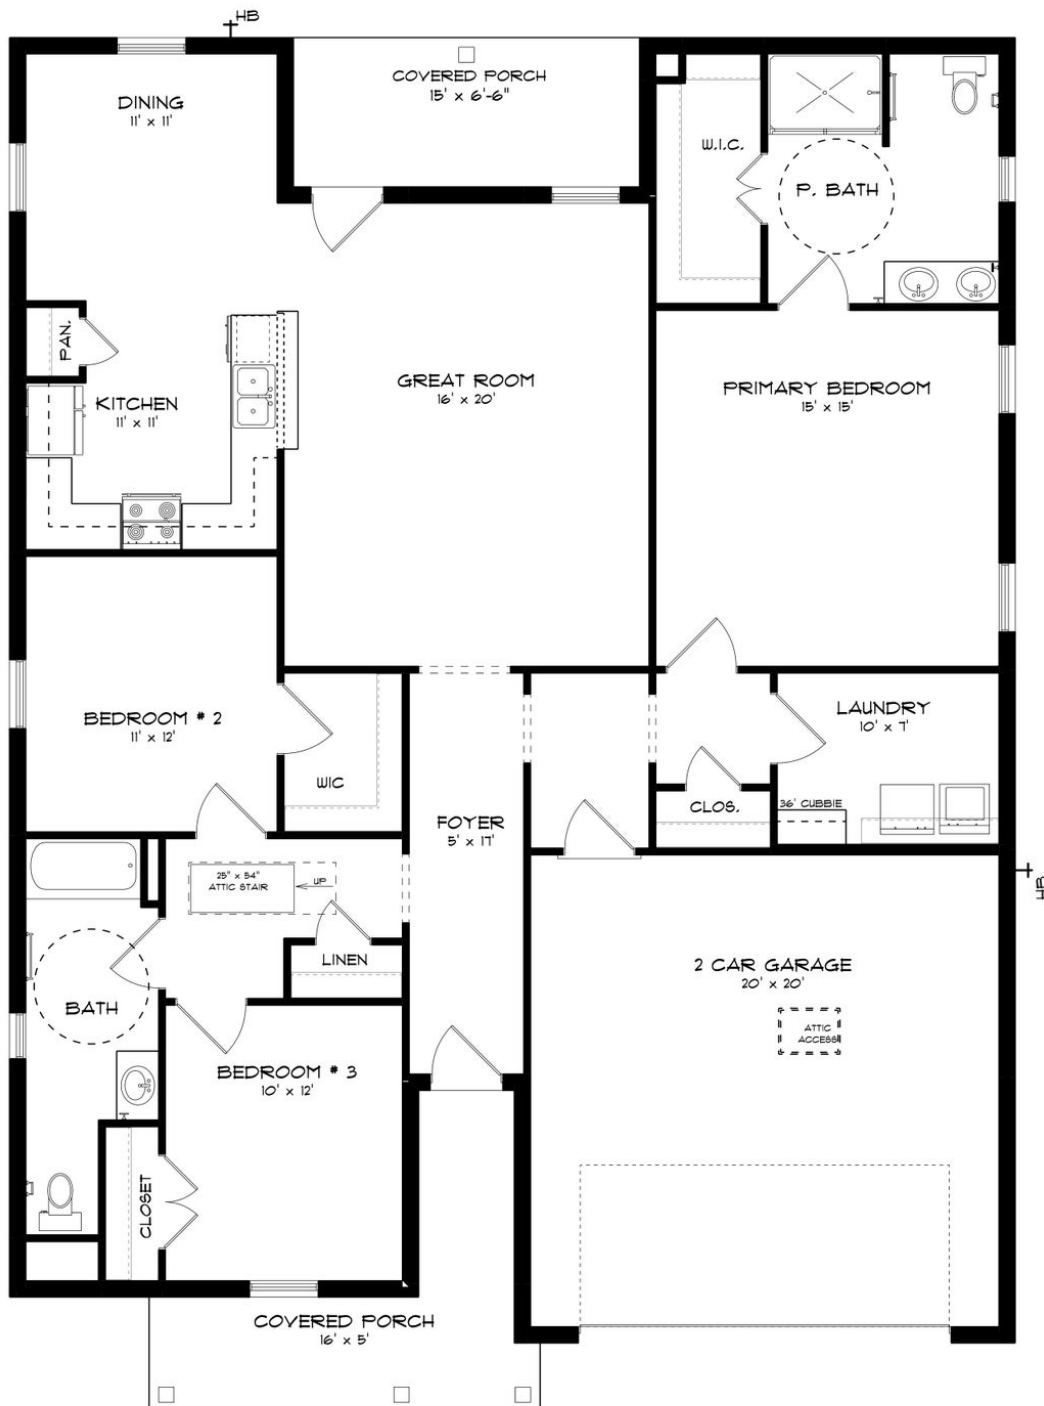 HB
COVERED PORCH
15' x 6'-6"
DINING
11' x 11'
W.I.C.
P. BATH
PAN.
KITCHEN
11' x 11'
GREAT ROOM
16' x 20'
PRIMARY BEDROOM
15' x 15'
BEDROOM # 2
11' x 12'
WIC
LAUNDRY
10' x 7'
36' CUBBIE
CLOS.
FOYER
5' x 17'
25" x 54"
ATTIC STAIR
UP
HB
LINEN
2 CAR GARAGE
20' x 20'
BATH
ATTIC
ACCESS
BEDROOM # 3
10' x 12'
CLOSET
COVERED PORCH
16' x 5'